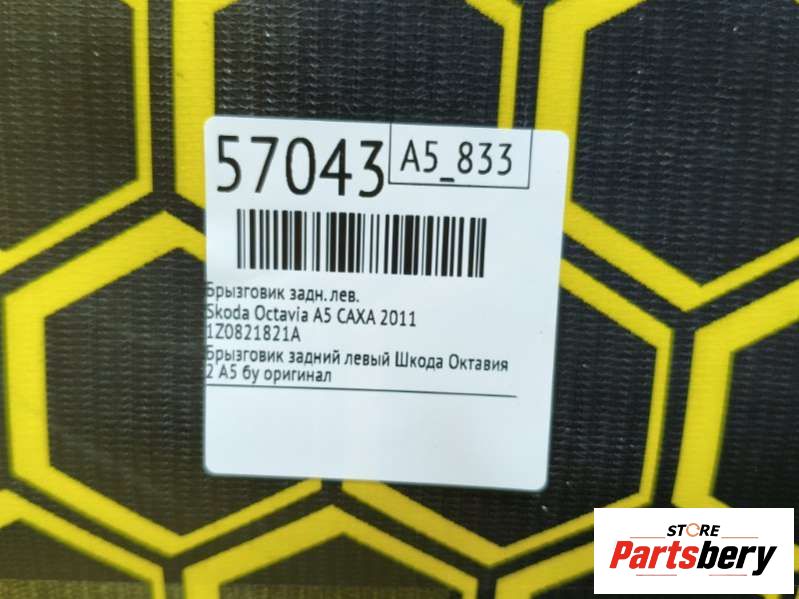 57043
A5_833
Брызговик задн. лев.
Skoda Octavia A5 CAXA 2011
1Z0821821A
Брызговик задний левый Шкода Октавия
2 А5 бу оригинал
STORE
Partsbery